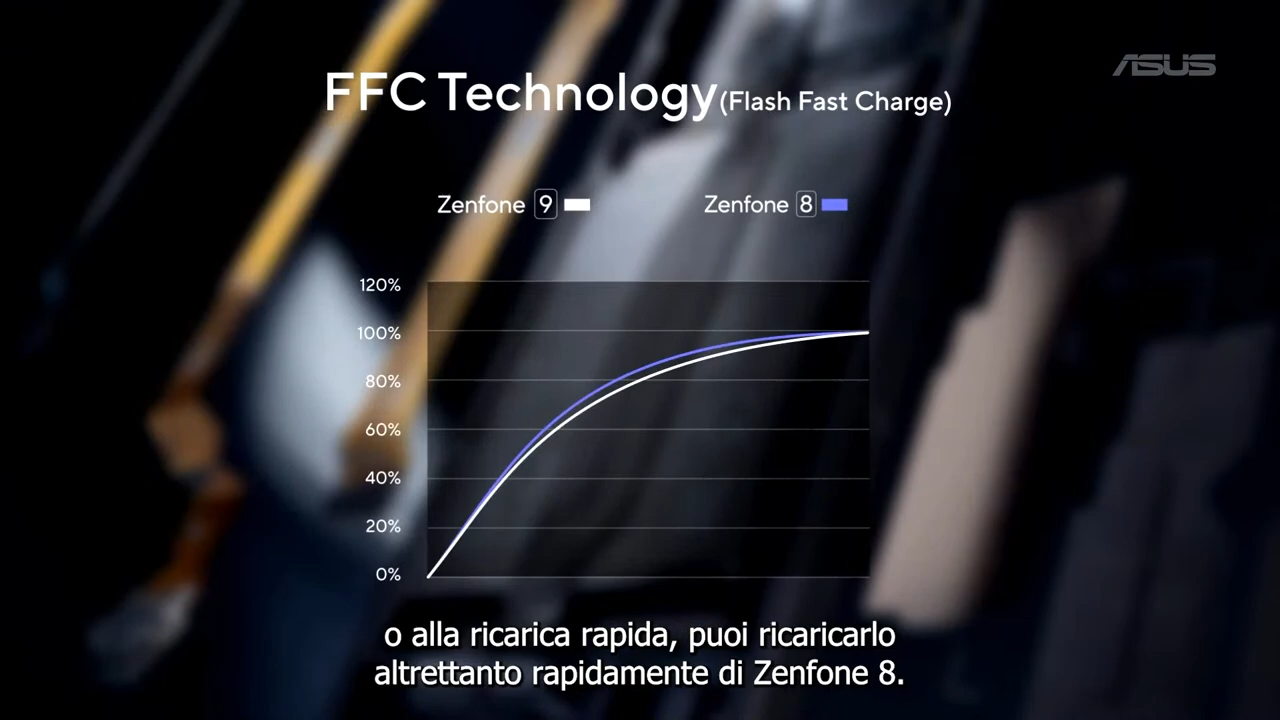 ASUS
FFC Technology(Flash Fast Charge)
Zenfone 9 Zenfone 8
120%
100%
80%
60%
40%
20%
0%
o alla ricarica rapida, puoi ricaricarlo
altrettanto rapidamente di Zenfone 8.